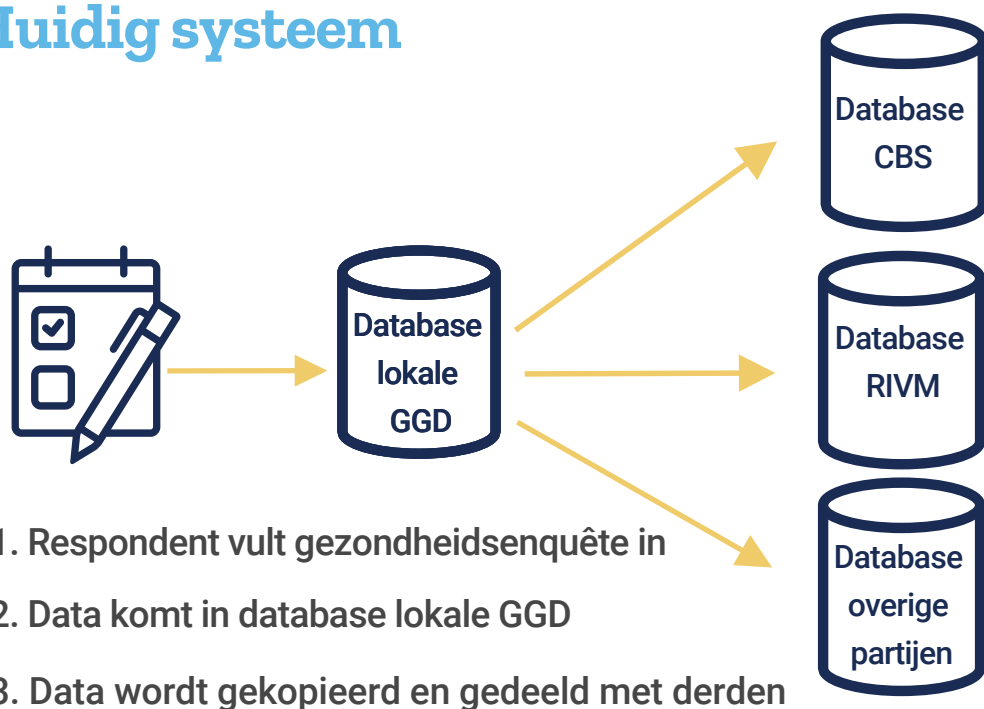 Huidig systeem
Database
CBS
Database
lokale
GGD
Database
RIVM
Database
overige
partijen
1. Respondent vult gezondheidsenquête in
2. Data komt in database lokale GGD
3. Data wordt gekopieerd en gedeeld met derden